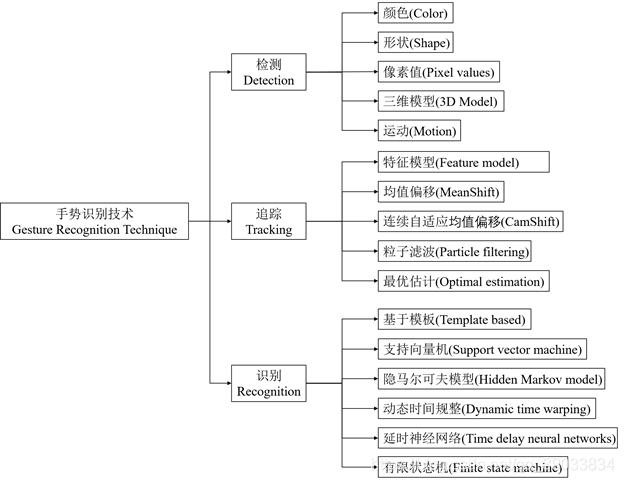 手势识别技术
Gesture Recognition Technique
检测
Detection
颜色(Color)
形状(Shape)
像素值(Pixel values)
三维模型(3D Model)
运动(Motion)
追踪
Tracking
特征模型(Feature model)
均值偏移(MeanShift)
连续自适应均值偏移(CamShift)
粒子滤波(Particle filtering)
最优估计(Optimal estimation)
识别
Recognition
基于模板(Template based)
支持向量机(Support vector machine)
隐马尔可夫模型(Hidden Markov model)
动态时间规整(Dynamic time warping)
延时神经网络(Time delay neural networks)
有限状态机(Finite state machine)